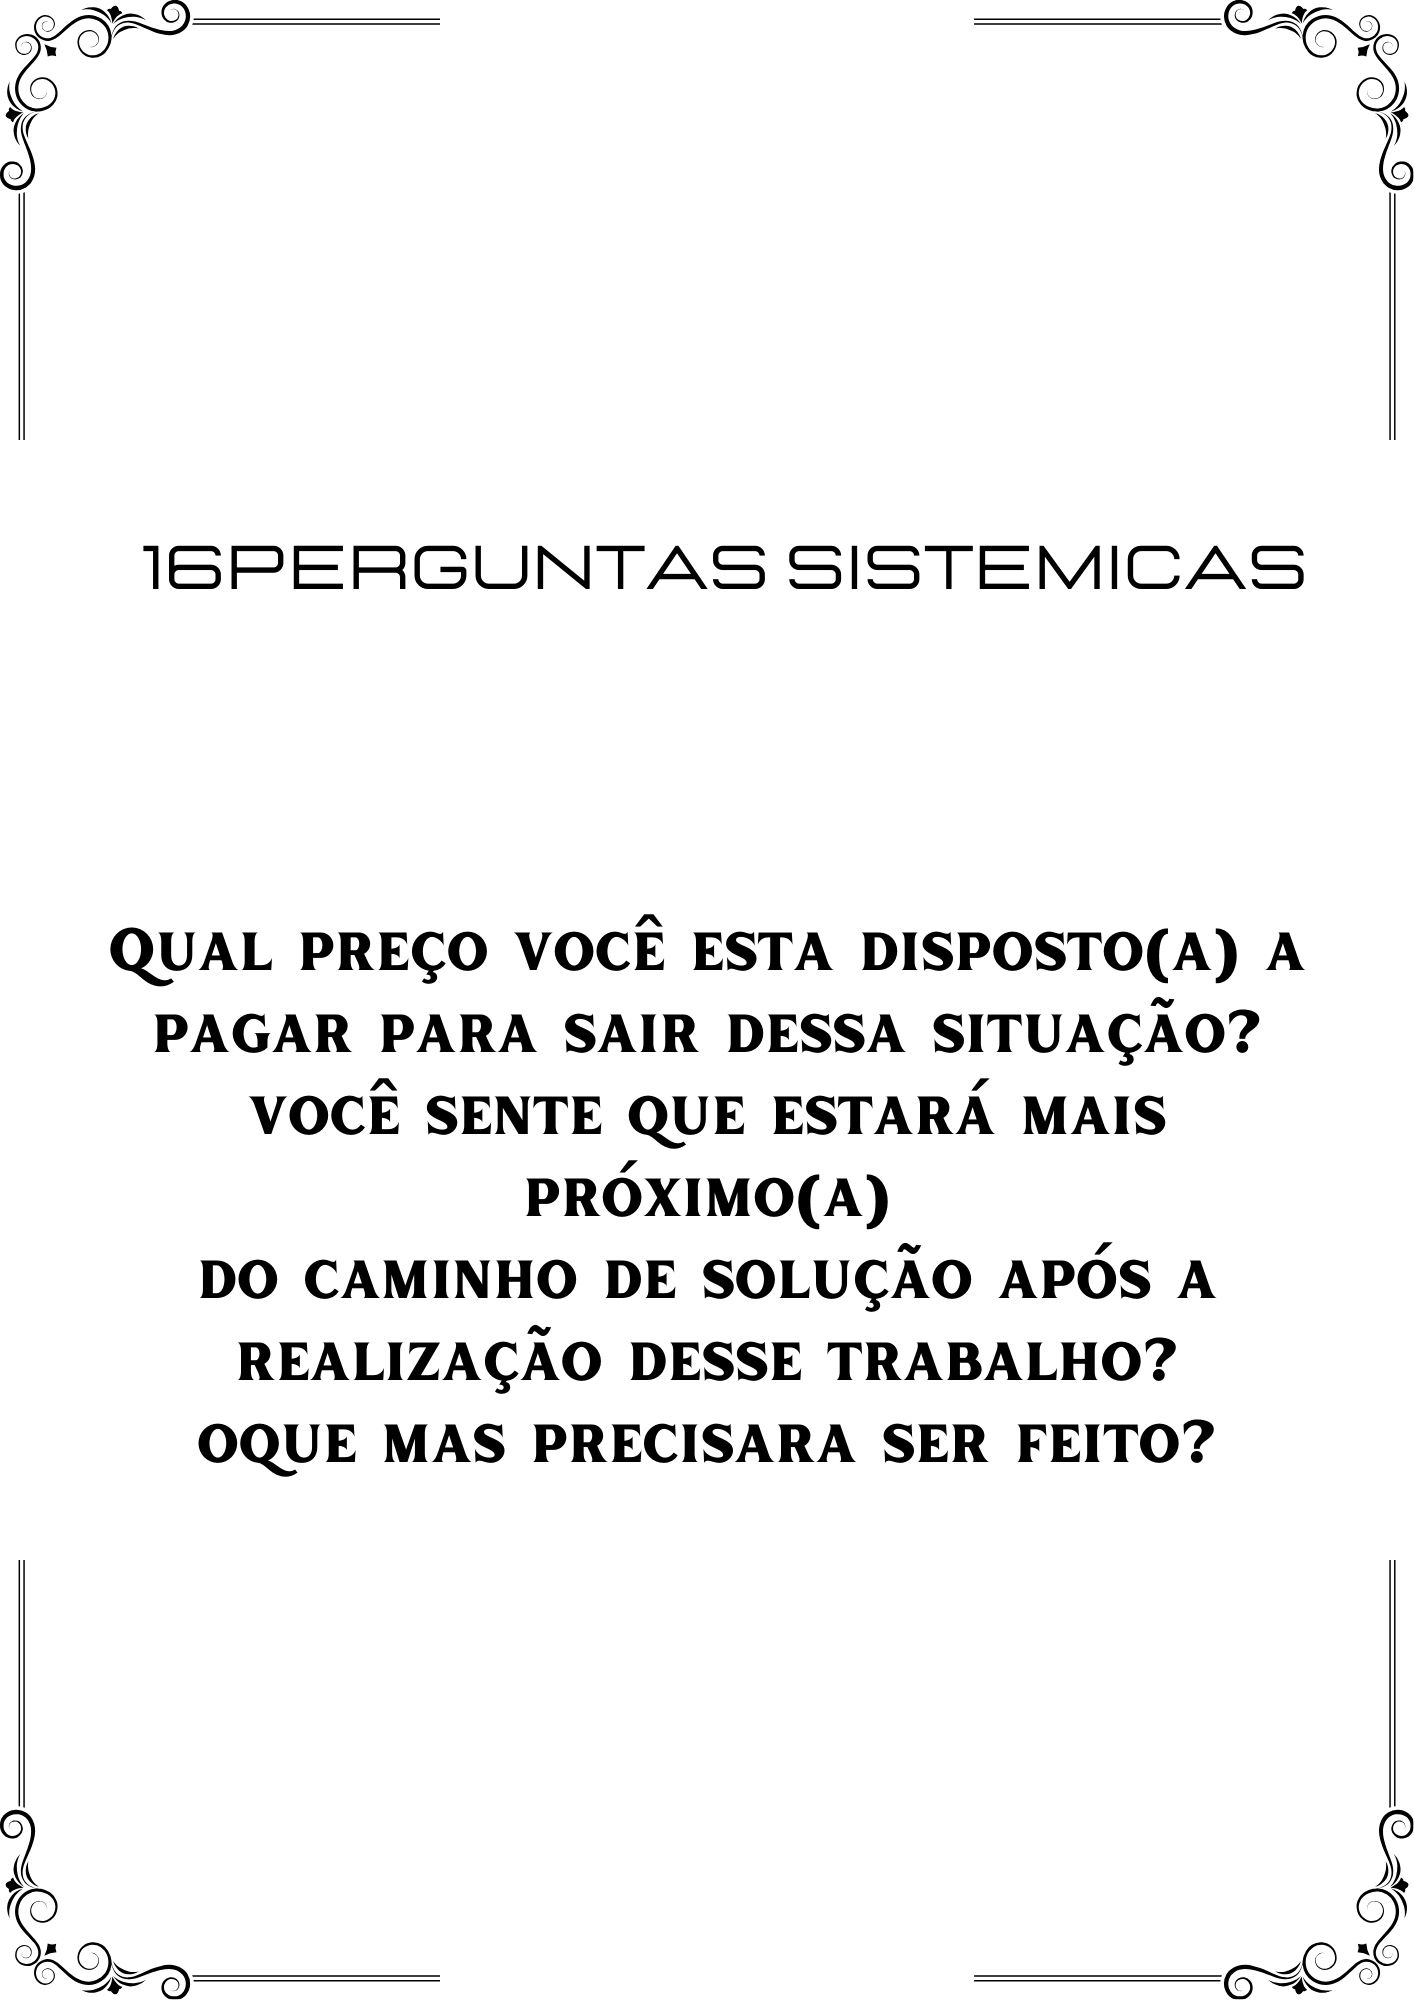 16PERGUNTAS SISTEMICAS
Qual preço você esta disposto(a) a
pagar para sair dessa situação?
você sente que estará mais
próximo(a)
do caminho de solução após a
realização desse trabalho?
oque mas precisara ser feito?